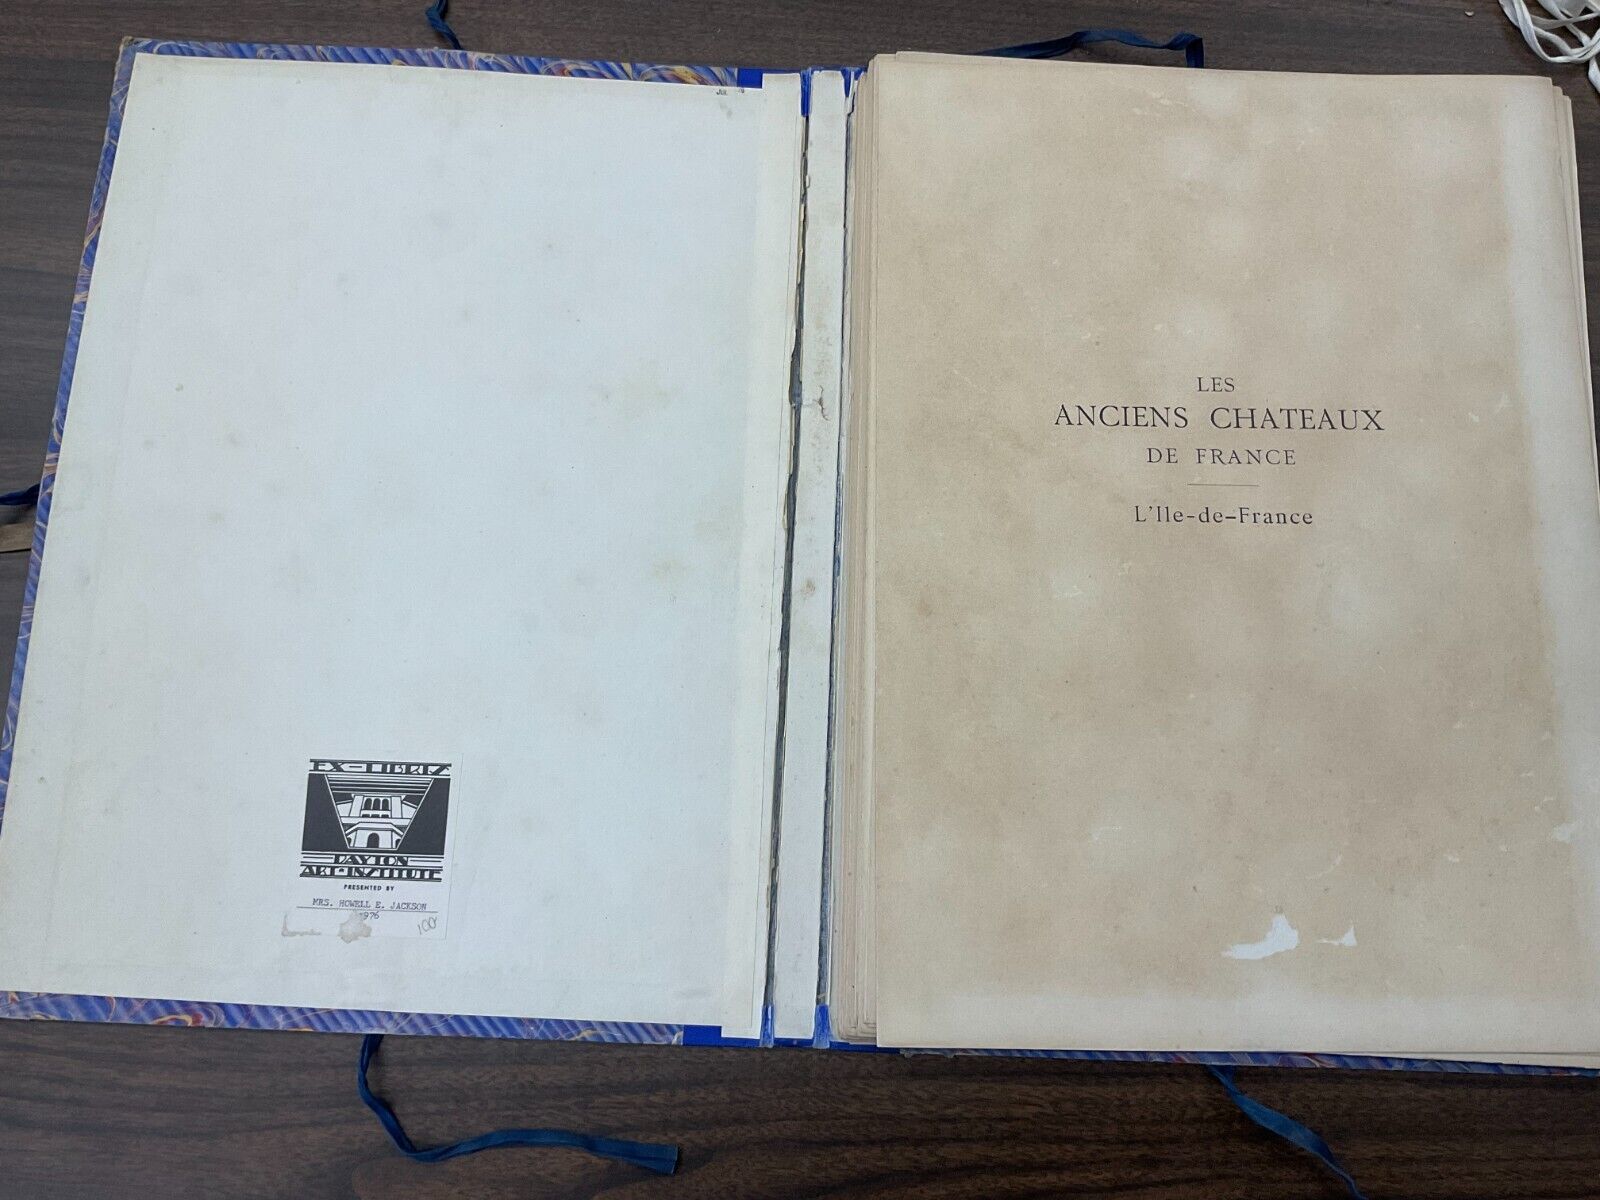 EX-LIBRIS
DAYTON
ART INSTITUTE
PRESENTED BY
MRS. HOWELL E. JACKSON
1976
100
LES
ANCIENS CHATEAUX
DE FRANCE
L'Ile-de-France